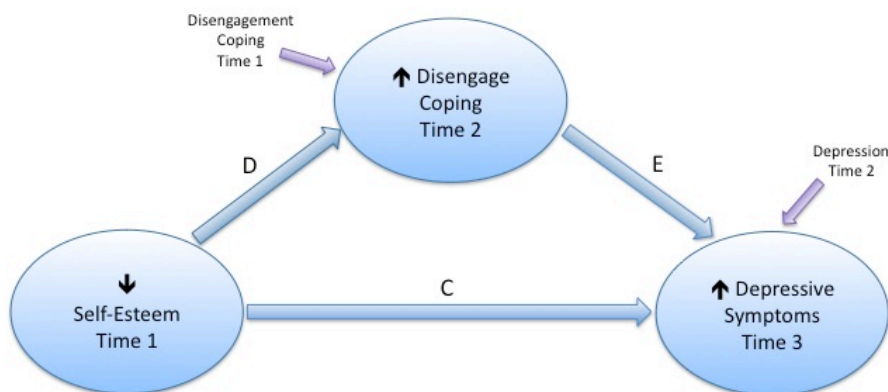 Disengagement
Coping
Time 1
↑ Disengage
Coping
Time 2
D
E
Depression
Time 2
↓
Self-Esteem
Time 1
C
↑ Depressive
Symptoms
Time 3